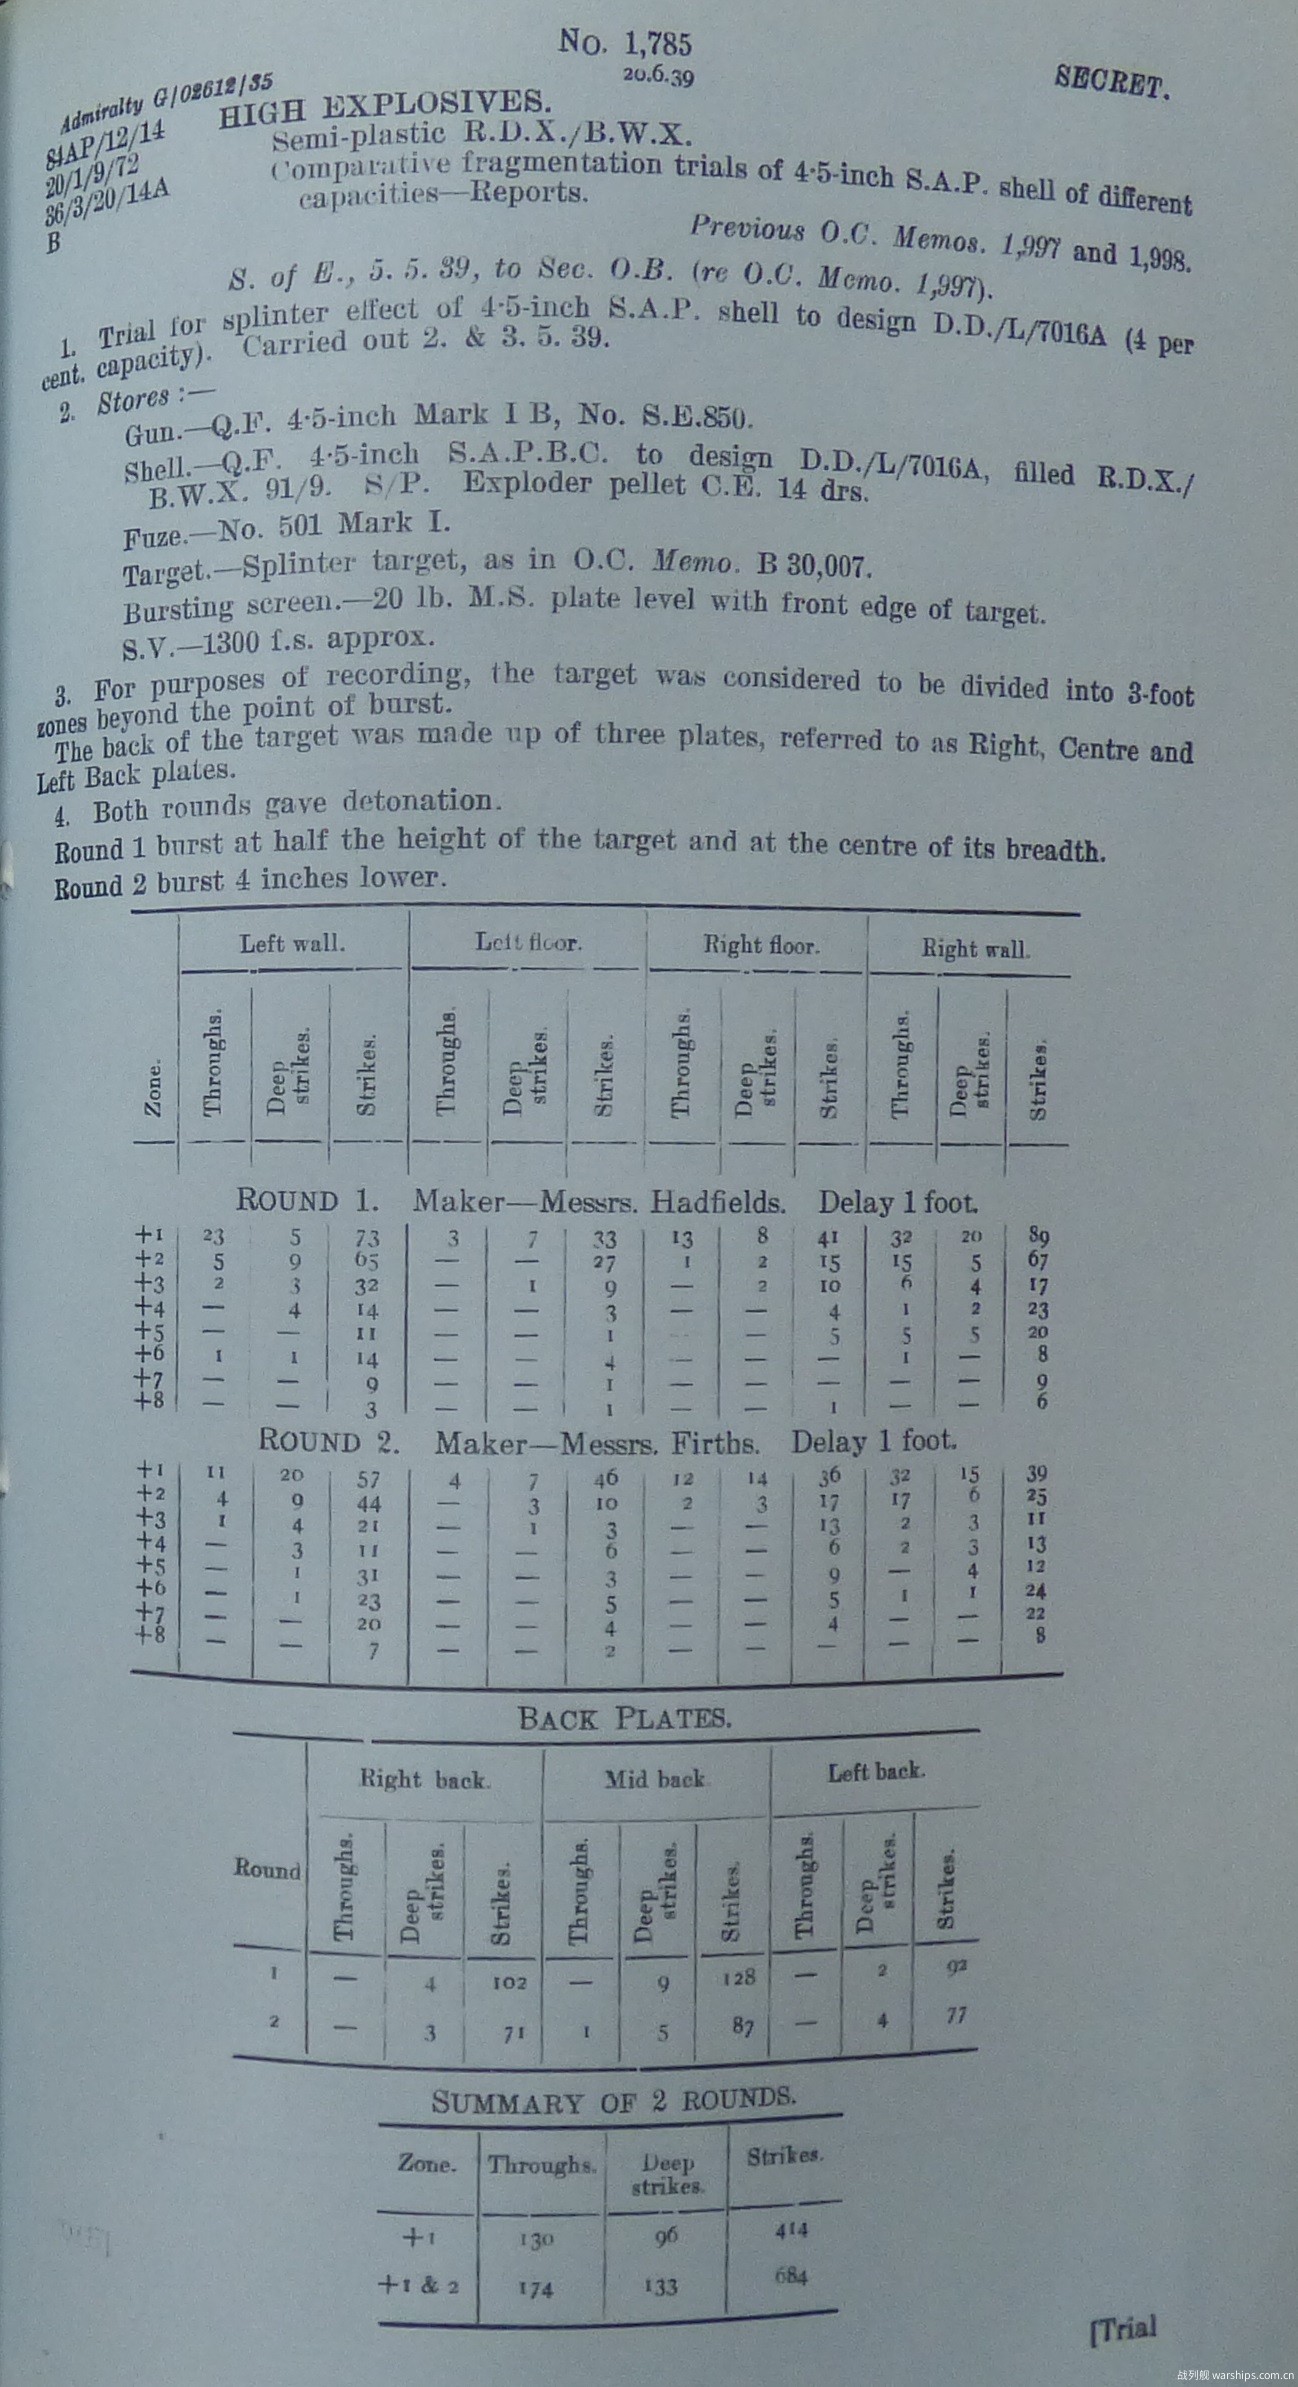 No. 1,785
20.6.39
SECRET.
Admiralty G/02612/35
84AP/12/14
20/1/9/72
36/3/20/14A
B
HIGH EXPLOSIVES.
Semi-plastic R.D.X./B.W.X.
Comparative fragmentation trials of 4·5-inch S.A.P. shell of different
capacities—Reports.
Previous O.C. Memos. 1,997 and 1,998.
S. of E., 5. 5. 39, to Sec. O.B. (re O.C. Memo. 1,997).
1. Trial for splinter effect of 4·5-inch S.A.P. shell to design D.D./L/7016A (4 per
cent. capacity). Carried out 2. & 3. 5. 39.
2. Stores :—
Gun.—Q.F. 4·5-inch Mark I B, No. S.E.850.
Shell.—Q.F. 4·5-inch S.A.P.B.C. to design D.D./L/7016A, filled R.D.X./
B.W.X. 91/9. S/P. Exploder pellet C.E. 14 drs.
Fuze.—No. 501 Mark I.
Target.—Splinter target, as in O.C. Memo. B 30,007.
Bursting screen.—20 lb. M.S. plate level with front edge of target.
S.V.—1300 f.s. approx.
3. For purposes of recording, the target was considered to be divided into 3-foot
zones beyond the point of burst.
The back of the target was made up of three plates, referred to as Right, Centre and
Left Back plates.
4. Both rounds gave detonation.
Round 1 burst at half the height of the target and at the centre of its breadth.
Round 2 burst 4 inches lower.
Left wall. Left floor. Right floor. Right wall.
Zone. Throughs. Deep strikes. Strikes. Throughs. Deep strikes. Strikes. Throughs. Deep strikes. Strikes. Throughs. Deep strikes. Strikes.
ROUND 1. Maker—Messrs. Hadfields. Delay 1 foot.
+1 23 5 73 3 7 33 13 8 41 32 20 89
+2 5 9 65 — — 27 1 2 15 15 5 67
+3 2 3 32 — 1 9 — 2 10 6 4 17
+4 — 4 14 — — 3 — — 4 1 2 23
+5 — — 11 — — 1 — — 5 5 5 20
+6 1 1 14 — — 4 — — — 1 — 8
+7 — — 9 — — 1 — — — — — 9
+8 — — 3 — — 1 — — 1 — — 6
ROUND 2. Maker—Messrs. Firths. Delay 1 foot.
+1 11 20 57 4 7 46 12 14 36 32 15 39
+2 4 9 44 — 3 10 2 3 17 17 6 25
+3 1 4 21 — 1 3 — — 13 2 3 11
+4 — 3 11 — — 6 — — 6 2 3 13
+5 — 1 31 — — 3 — — 9 — 4 12
+6 — 1 23 — — 5 — — 5 1 1 24
+7 — — 20 — — 4 — — 4 — — 22
+8 — — 7 — — 2 — — — — — 8
BACK PLATES.
Right back. Mid back. Left back.
Round Throughs. Deep strikes. Strikes. Throughs. Deep strikes. Strikes. Throughs. Deep strikes. Strikes.
1 — 4 102 — 9 128 — 2 92
2 — 3 71 1 5 87 — 4 77
SUMMARY OF 2 ROUNDS.
Zone. Throughs. Deep strikes. Strikes.
+1 130 96 414
+1 & 2 174 133 684
[Trial
战列舰 warships.com.cn